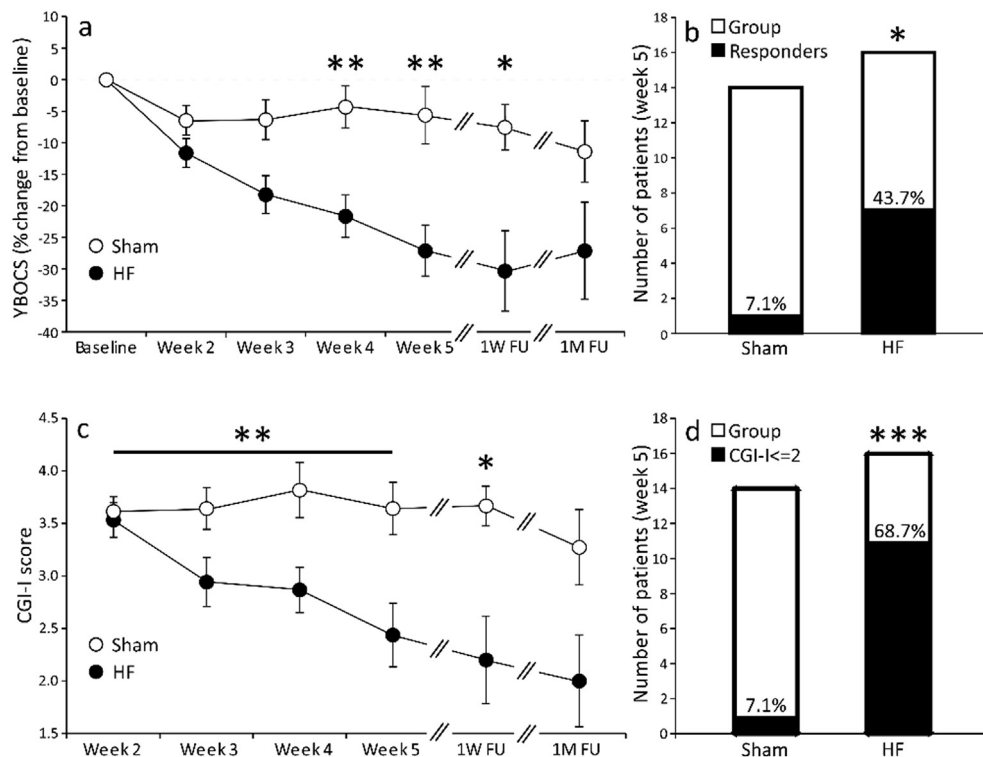 a
YBOCS (% change from baseline)
10
5
0
-5
-10
-15
-20
-25
-30
-35
-40
** ** *
Sham
HF
Baseline Week 2 Week 3 Week 4 Week 5 1W FU 1M FU
b
Number of patients (week 5)
18
16
14
12
10
8
6
4
2
0
Group
Responders
*
7.1%
43.7%
Sham HF
c
CGI-I score
4.5
4.0
3.5
3.0
2.5
2.0
1.5
** *
Sham
HF
Week 2 Week 3 Week 4 Week 5 1W FU 1M FU
d
Number of patients (week 5)
18
16
14
12
10
8
6
4
2
0
Group
CGI-I<=2
***
7.1%
68.7%
Sham HF